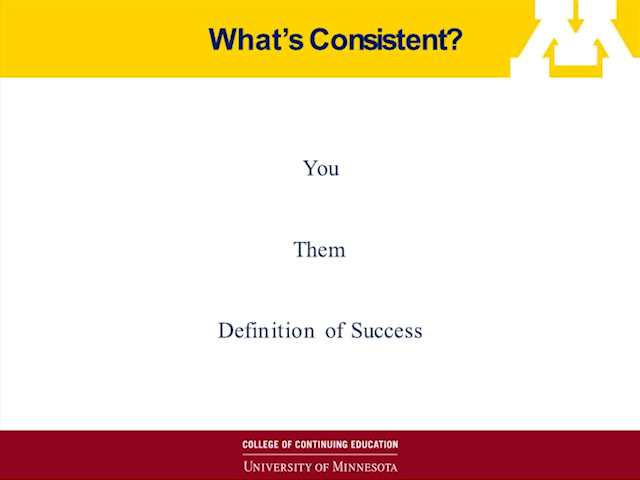 What’s Consistent?
You
Them
Definition of Success
COLLEGE OF CONTINUING EDUCATION
UNIVERSITY OF MINNESOTA